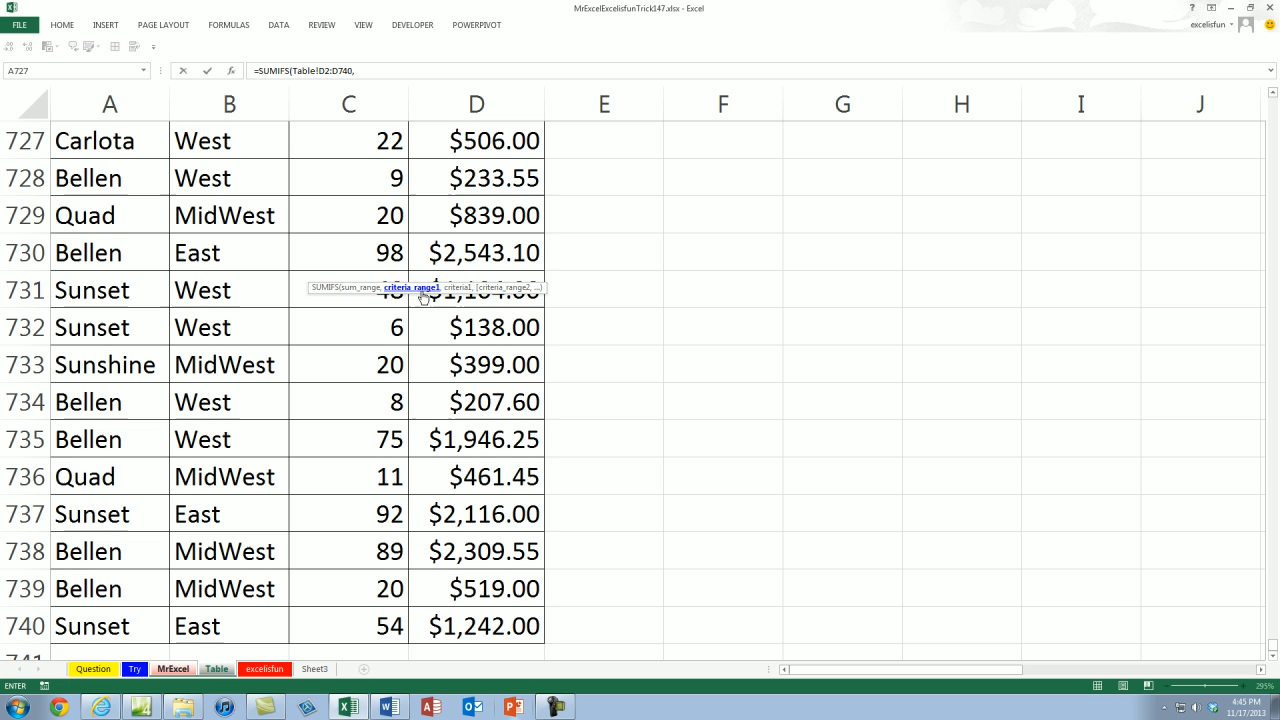 MrExcelExcelisfunTrick147.xlsx - Excel
FILE HOME INSERT PAGE LAYOUT FORMULAS DATA REVIEW VIEW DEVELOPER POWERPIVOT excelisfun
A727 fx =SUMIFS(Table!D2:D740,
A B C D E F G H I J
727 Carlota West 22 $506.00
728 Bellen West 9 $233.55
729 Quad MidWest 20 $839.00
730 Bellen East 98 $2,543.10
731 Sunset West
SUMIFS(sum_range, criteria_range1, criteria1, [criteria_range2, ...)
732 Sunset West 6 $138.00
733 Sunshine MidWest 20 $399.00
734 Bellen West 8 $207.60
735 Bellen West 75 $1,946.25
736 Quad MidWest 11 $461.45
737 Sunset East 92 $2,116.00
738 Bellen MidWest 89 $2,309.55
739 Bellen MidWest 20 $519.00
740 Sunset East 54 $1,242.00
Question Try MrExcel Table excelisfun Sheet3
ENTER 295%
4:45 PM
11/17/2013